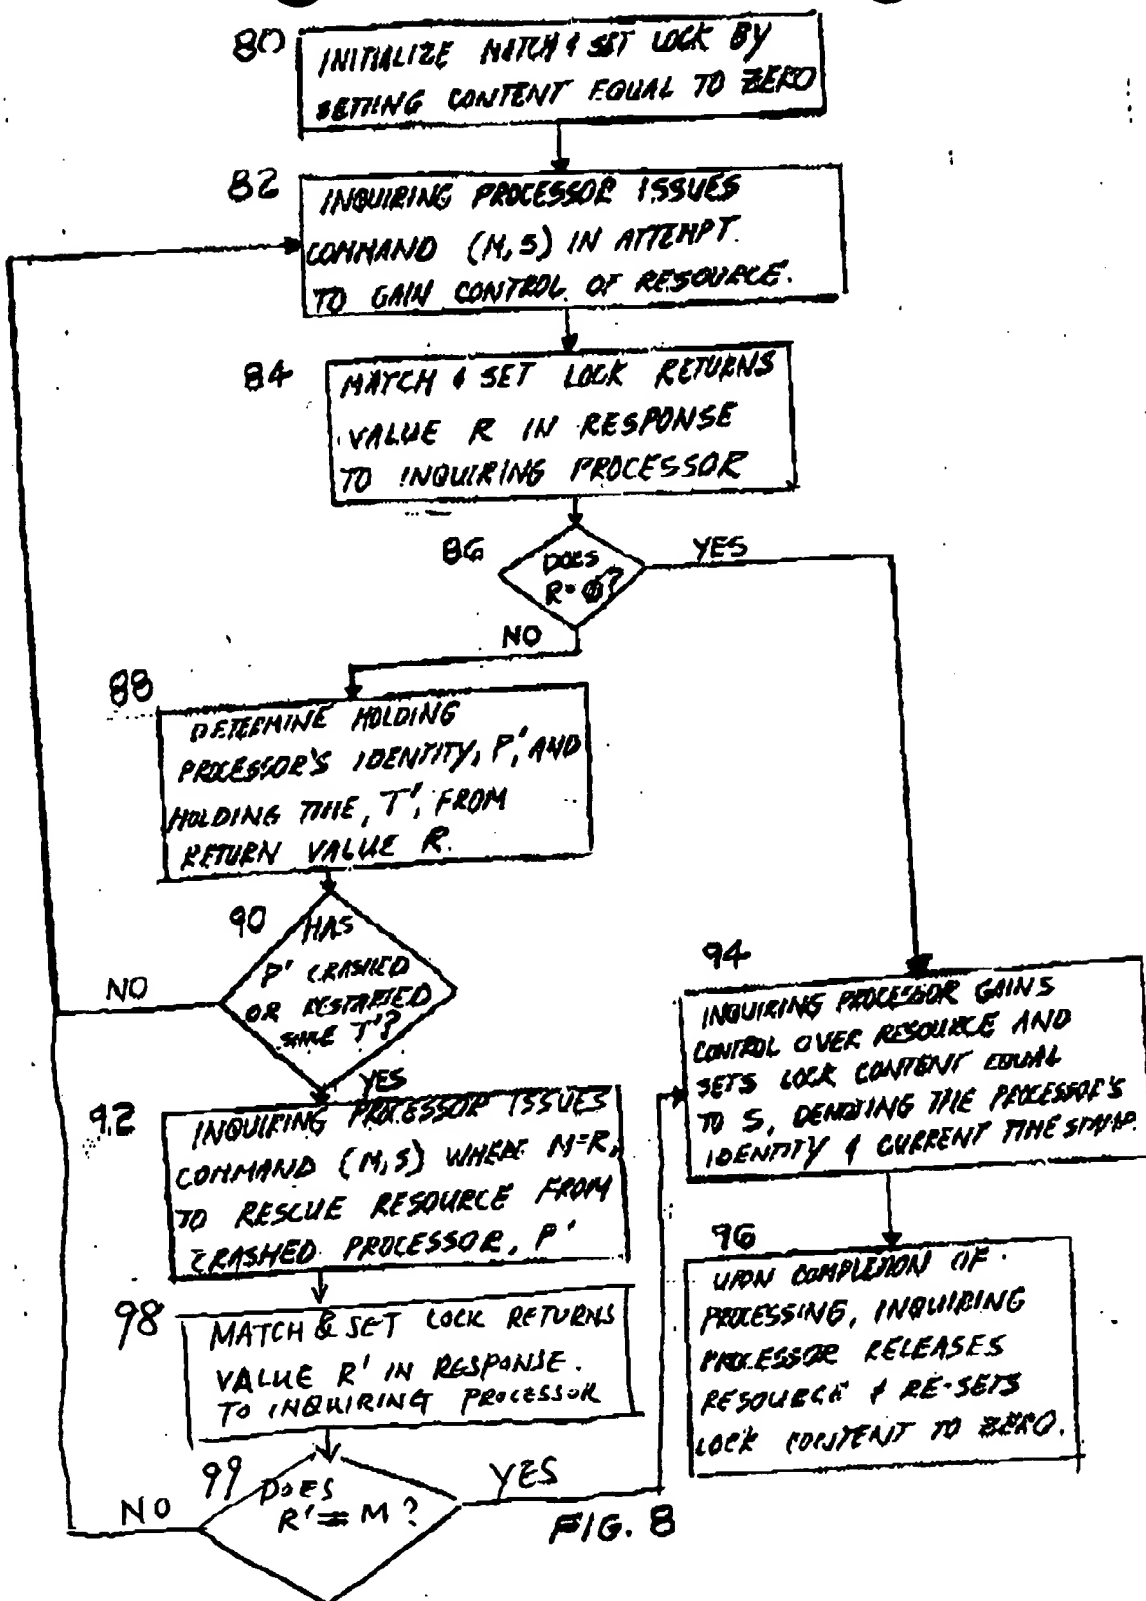 80
INITIALIZE MATCH & SET LOCK BY
SETTING CONTENT EQUAL TO ZERO
82
INQUIRING PROCESSOR ISSUES
COMMAND (M,S) IN ATTEMPT.
TO GAIN CONTROL OF RESOURCE.
84
MATCH & SET LOCK RETURNS
VALUE R IN RESPONSE
TO INQUIRING PROCESSOR
86
DOES
R=Ø?
YES
NO
88
DETERMINE HOLDING
PROCESSOR'S IDENTITY, P', AND
HOLDING TIME, T', FROM
RETURN VALUE R.
90
HAS
P' CRASHED
OR RESTARTED
SINCE T'?
NO
YES
92
INQUIRING PROCESSOR ISSUES
COMMAND (M,S) WHERE M=R,
TO RESCUE RESOURCE FROM
CRASHED PROCESSOR, P'
94
INQUIRING PROCESSOR GAINS
CONTROL OVER RESOURCE AND
SETS LOCK CONTENT EQUAL
TO S, DENOTING THE PROCESSOR'S
IDENTITY & CURRENT TIME STAMP.
96
UPON COMPLETION OF
PROCESSING, INQUIRING
PROCESSOR RELEASES
RESOURCE & RE-SETS
LOCK CONTENT TO ZERO.
98
MATCH & SET LOCK RETURNS
VALUE R' IN RESPONSE.
TO INQUIRING PROCESSOR
99
DOES
R' = M?
NO
YES
FIG. 8